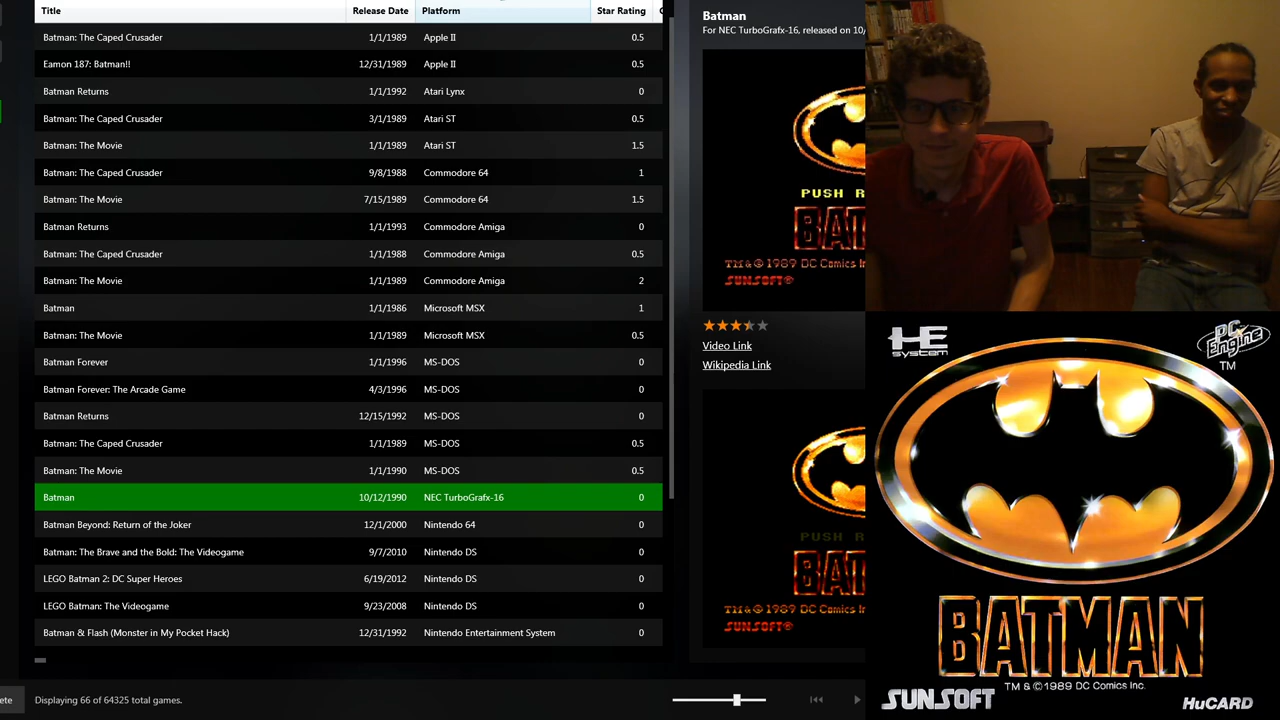 Title Release Date Platform Star Rating
Batman: The Caped Crusader 1/1/1989 Apple II 0.5
Eamon 187: Batman!! 12/31/1989 Apple II 0.5
Batman Returns 1/1/1992 Atari Lynx 0
Batman: The Caped Crusader 3/1/1989 Atari ST 0.5
Batman: The Movie 1/1/1989 Atari ST 1.5
Batman: The Caped Crusader 9/8/1988 Commodore 64 1
Batman: The Movie 7/15/1989 Commodore 64 1.5
Batman Returns 1/1/1993 Commodore Amiga 0
Batman: The Caped Crusader 1/1/1988 Commodore Amiga 0.5
Batman: The Movie 1/1/1989 Commodore Amiga 2
Batman 1/1/1986 Microsoft MSX 1
Batman: The Movie 1/1/1989 Microsoft MSX 0.5
Batman Forever 1/1/1996 MS-DOS 0
Batman Forever: The Arcade Game 4/3/1996 MS-DOS 0
Batman Returns 12/15/1992 MS-DOS 0
Batman: The Caped Crusader 1/1/1989 MS-DOS 0.5
Batman: The Movie 1/1/1990 MS-DOS 0.5
Batman 10/12/1990 NEC TurboGrafx-16 0
Batman Beyond: Return of the Joker 12/1/2000 Nintendo 64 0
Batman: The Brave and the Bold: The Videogame 9/7/2010 Nintendo DS 0
LEGO Batman 2: DC Super Heroes 6/19/2012 Nintendo DS 0
LEGO Batman: The Videogame 9/23/2008 Nintendo DS 0
Batman & Flash (Monster in My Pocket Hack) 12/31/1992 Nintendo Entertainment System 0
ete Displaying 66 of 64325 total games.
Batman
For NEC TurboGrafx-16, released on 10/
PUSH R
BAT
TM & © 1989 DC Comics In
SUNSOFT®
Video Link
Wikipedia Link
PUSH R
BAT
TM & © 1989 DC Comics In
SUNSOFT®
HE
system
PC
Engine
TM
BATMAN
TM & ©1989 DC Comics Inc.
SUNSOFT HuCARD